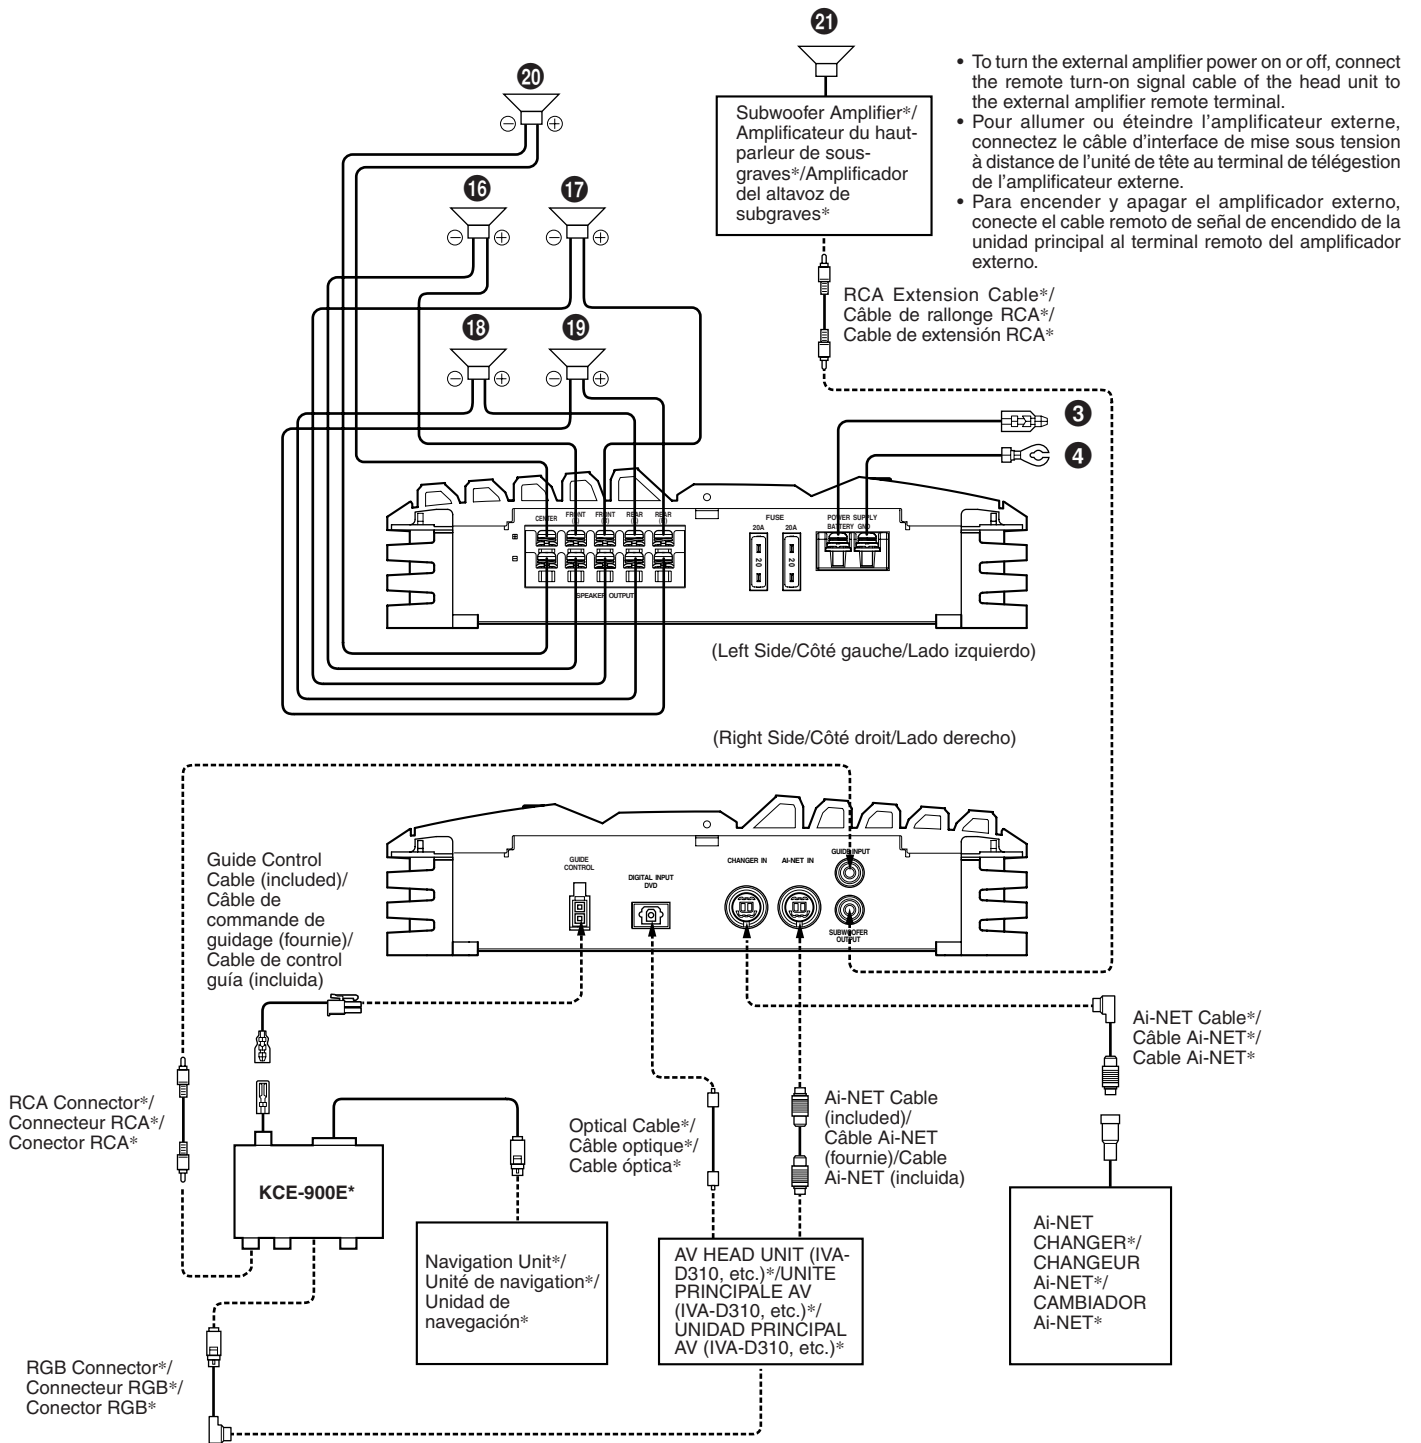 21
20
⊖ ⊕
Subwoofer Amplifier*/
Amplificateur du haut-
parleur de sous-
graves*/Amplificador
del altavoz de
subgraves*
• To turn the external amplifier power on or off, connect
the remote turn-on signal cable of the head unit to
the external amplifier remote terminal.
• Pour allumer ou éteindre l’amplificateur externe,
connectez le câble d’interface de mise sous tension
à distance de l’unité de tête au terminal de télégestion
de l’amplificateur externe.
• Para encender y apagar el amplificador externo,
conecte el cable remoto de señal de encendido de la
unidad principal al terminal remoto del amplificador
externo.
16 17
⊖ ⊕ ⊖ ⊕
RCA Extension Cable*/
Câble de rallonge RCA*/
Cable de extensión RCA*
18 19
⊖ ⊕ ⊖ ⊕
3
4
CENTER
FRONT
(L)
FRONT
(R)
REAR
(L)
REAR
(R)
SPEAKER OUTPUT
FUSE
20A 20A
20 20
POWER SUPPLY
BATTERY GND
(Left Side/Côté gauche/Lado izquierdo)
(Right Side/Côté droit/Lado derecho)
Guide Control
Cable (included)/
Câble de
commande de
guidage (fournie)/
Cable de control
guía (incluida)
GUIDE
CONTROL
DIGITAL INPUT
DVD
CHANGER IN
AI-NET IN
GUIDE INPUT
SUBWOOFER
OUTPUT
Ai-NET Cable*/
Câble Ai-NET*/
Cable Ai-NET*
RCA Connector*/
Connecteur RCA*/
Conector RCA*
Optical Cable*/
Câble optique*/
Cable óptica*
Ai-NET Cable
(included)/
Câble Ai-NET
(fournie)/Cable
Ai-NET (incluida)
KCE-900E*
Navigation Unit*/
Unité de navigation*/
Unidad de
navegación*
AV HEAD UNIT (IVA-
D310, etc.)*/UNITE
PRINCIPALE AV
(IVA-D310, etc.)*/
UNIDAD PRINCIPAL
AV (IVA-D310, etc.)*
Ai-NET
CHANGER*/
CHANGEUR
Ai-NET*/
CAMBIADOR
Ai-NET*
RGB Connector*/
Connecteur RGB*/
Conector RGB*